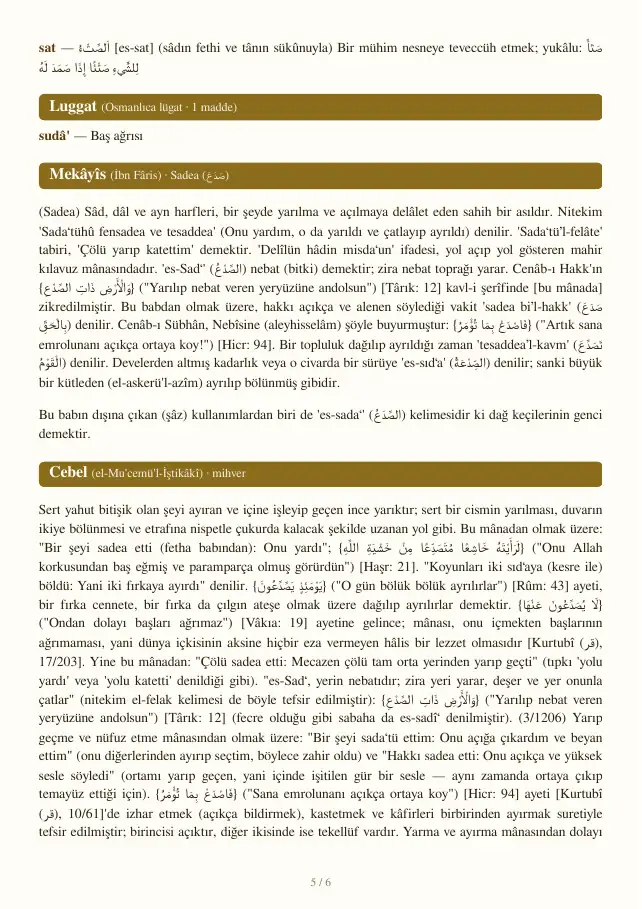 sat — اَلصَّتْءُ [es-sat] (sâdın fethi ve tânın sükûnuyla) Bir mühim nesneye teveccüh etmek; yukâlu: صَتَأَ
لِلشَّيْءِ صَتْئًا إِذَا صَمَدَ لَهُ
Luggat (Osmanlıca lügat · 1 madde)
sudâ' — Baş ağrısı
Mekâyîs (İbn Fâris) · Sadea (صَدَعَ)
(Sadea) Sâd, dâl ve ayn harfleri, bir şeyde yarılma ve açılmaya delâlet eden sahih bir asıldır. Nitekim
'Sada‘tühû fensadea ve tesaddea' (Onu yardım, o da yarıldı ve çatlayıp ayrıldı) denilir. 'Sada‘tü’l-felâte'
tabiri, 'Çölü yarıp katettim' demektir. 'Delîlün hâdin misda‘un' ifadesi, yol açıp yol gösteren mahir
kılavuz mânasındadır. 'es-Sad‘' (الصَّدْعُ) nebat (bitki) demektir; zira nebat toprağı yarar. Cenâb-ı Hakk'ın
{وَالْأَرْضِ ذَاتِ الصَّدْعِ} ("Yarılıp nebat veren yeryüzüne andolsun") [Târık: 12] kavl-i şerîfinde [bu mânada]
zikredilmiştir. Bu babdan olmak üzere, hakkı açıkça ve alenen söylediği vakit 'sadea bi’l-hakk' (صَدَعَ
بِالْحَقِّ) denilir. Cenâb-ı Sübhân, Nebîsine (aleyhisselâm) şöyle buyurmuştur: {فَاصْدَعْ بِمَا تُؤْمَرُ} ("Artık sana
emrolunanı açıkça ortaya koy!") [Hicr: 94]. Bir topluluk dağılıp ayrıldığı zaman 'tesaddea’l-kavm' (تَصَدَّعَ
الْقَوْمُ) denilir. Develerden altmış kadarlık veya o civarda bir sürüye 'es-sıd‘a' (الصِّدْعَةُ) denilir; sanki büyük
bir kütleden (el-askerü'l-azîm) ayrılıp bölünmüş gibidir.
Bu babın dışına çıkan (şâz) kullanımlardan biri de 'es-sada‘' (الصَّدَعُ) kelimesidir ki dağ keçilerinin genci
demektir.
Cebel (el-Mu'cemü'l-İştikâkî) · mihver
Sert yahut bitişik olan şeyi ayıran ve içine işleyip geçen ince yarıktır; sert bir cismin yarılması, duvarın
ikiye bölünmesi ve etrafına nispetle çukurda kalacak şekilde uzanan yol gibi. Bu mânadan olmak üzere:
"Bir şeyi sadea etti (fetha babından): Onu yardı"; {لَرَأَيْتَهُ خَاشِعًا مُتَصَدِّعًا مِنْ خَشْيَةِ اللَّهِ} ("Onu Allah
korkusundan baş eğmiş ve paramparça olmuş görürdün") [Haşr: 21]. "Koyunları iki sıd‘aya (kesre ile)
böldü: Yani iki fırkaya ayırdı" denilir. {يَوْمَئِذٍ يَصَّدَّعُونَ} ("O gün bölük bölük ayrılırlar") [Rûm: 43] ayeti,
bir fırka cennete, bir fırka da çılgın ateşe olmak üzere dağılıp ayrılırlar demektir. {لَا يُصَدَّعُونَ عَنْهَا}
("Ondan dolayı başları ağrımaz") [Vâkıa: 19] ayetine gelince; mânası, onu içmekten başlarının
ağrımaması, yani dünya içkisinin aksine hiçbir eza vermeyen hâlis bir lezzet olmasıdır [Kurtubî (قر),
17/203]. Yine bu mânadan: "Çölü sadea etti: Mecazen çölü tam orta yerinden yarıp geçti" (tıpkı 'yolu
yardı' veya 'yolu katetti' denildiği gibi). "es-Sad‘, yerin nebatıdır; zira yeri yarar, deşer ve yer onunla
çatlar" (nitekim el-felak kelimesi de böyle tefsir edilmiştir): {وَالْأَرْضِ ذَاتِ الصَّدْعِ} ("Yarılıp nebat veren
yeryüzüne andolsun") [Târık: 12] (fecre olduğu gibi sabaha da es-sadî‘ denilmiştir). (3/1206) Yarıp
geçme ve nüfuz etme mânasından olmak üzere: "Bir şeyi sada‘tü ettim: Onu açığa çıkardım ve beyan
ettim" (onu diğerlerinden ayırıp seçtim, böylece zahir oldu) ve "Hakkı sadea etti: Onu açıkça ve yüksek
sesle söyledi" (ortamı yarıp geçen, yani içinde işitilen gür bir sesle — aynı zamanda ortaya çıkıp
temayüz ettiği için). {فَاصْدَعْ بِمَا تُؤْمَرُ} ("Sana emrolunanı açıkça ortaya koy") [Hicr: 94] ayeti [Kurtubî
(قر), 10/61]'de izhar etmek (açıkça bildirmek), kastetmek ve kâfirleri birbirinden ayırmak suretiyle
tefsir edilmiştir; birincisi açıktır, diğer ikisinde ise tekellüf vardır. Yarma ve ayırma mânasından dolayı
5 / 6